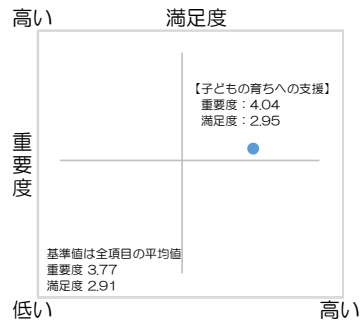 高い
満足度
【子どもの育ちへの支援】
重要度：4.04
満足度：2.95
重要度
基準値は全項目の平均値
重要度 3.77
満足度 2.91
低い
高い